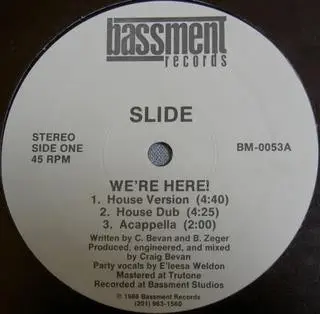 bassment
records
SLIDE
STEREO
SIDE ONE
45 RPM
BM-0053A
WE'RE HERE!
1. House Version (4:40)
2. House Dub (4:25)
3. Acappella (2:00)
Written by C. Bevan and B. Zeger
Produced, engineered, and mixed
by Craig Bevan
Party vocals by E'leesa Weldon
Mastered at Trutone
Recorded at Bassment Studios
℗ 1986 Bassment Records
(201) 963-1560